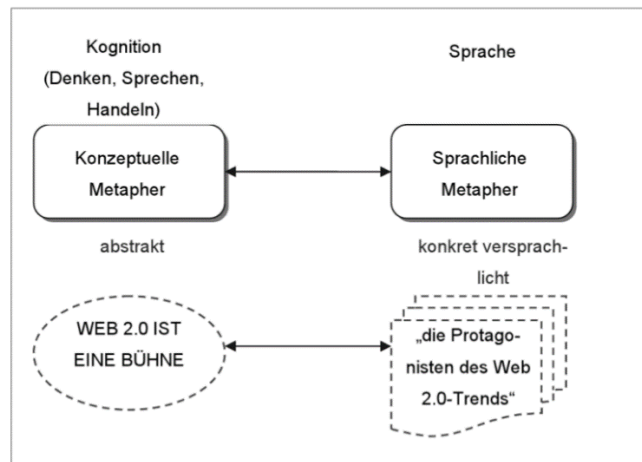 Kognition
(Denken, Sprechen,
Handeln)
Sprache
Konzeptuelle
Metapher
Sprachliche
Metapher
abstrakt
konkret versprach-
licht
WEB 2.0 IST
EINE BÜHNE
„die Protago-
nisten des Web
2.0-Trends“